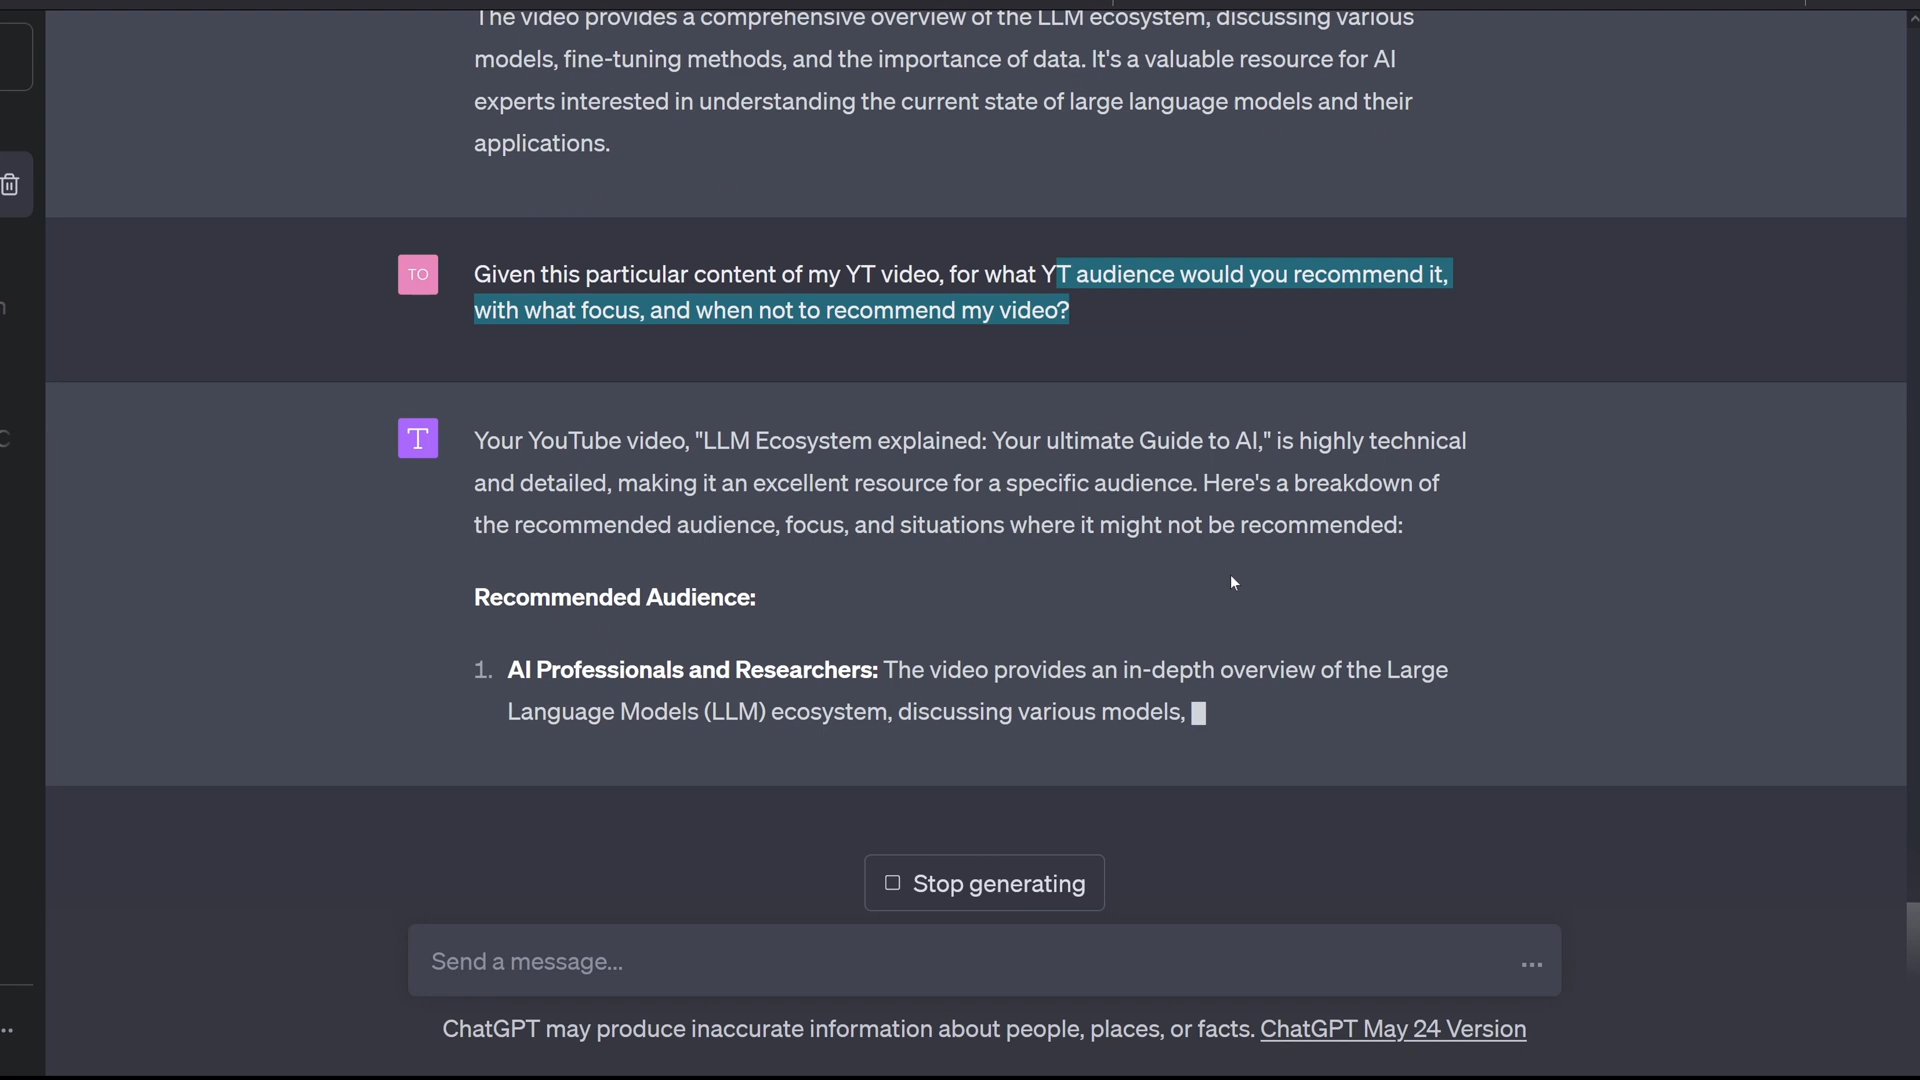 The video provides a comprehensive overview of the LLM ecosystem, discussing various
models, fine-tuning methods, and the importance of data. It's a valuable resource for AI
experts interested in understanding the current state of large language models and their
applications.
TO
Given this particular content of my YT video, for what YT audience would you recommend it,
with what focus, and when not to recommend my video?
T
Your YouTube video, "LLM Ecosystem explained: Your ultimate Guide to AI," is highly technical
and detailed, making it an excellent resource for a specific audience. Here's a breakdown of
the recommended audience, focus, and situations where it might not be recommended:
Recommended Audience:
1. AI Professionals and Researchers: The video provides an in-depth overview of the Large
Language Models (LLM) ecosystem, discussing various models,
Stop generating
Send a message...
ChatGPT may produce inaccurate information about people, places, or facts. ChatGPT May 24 Version